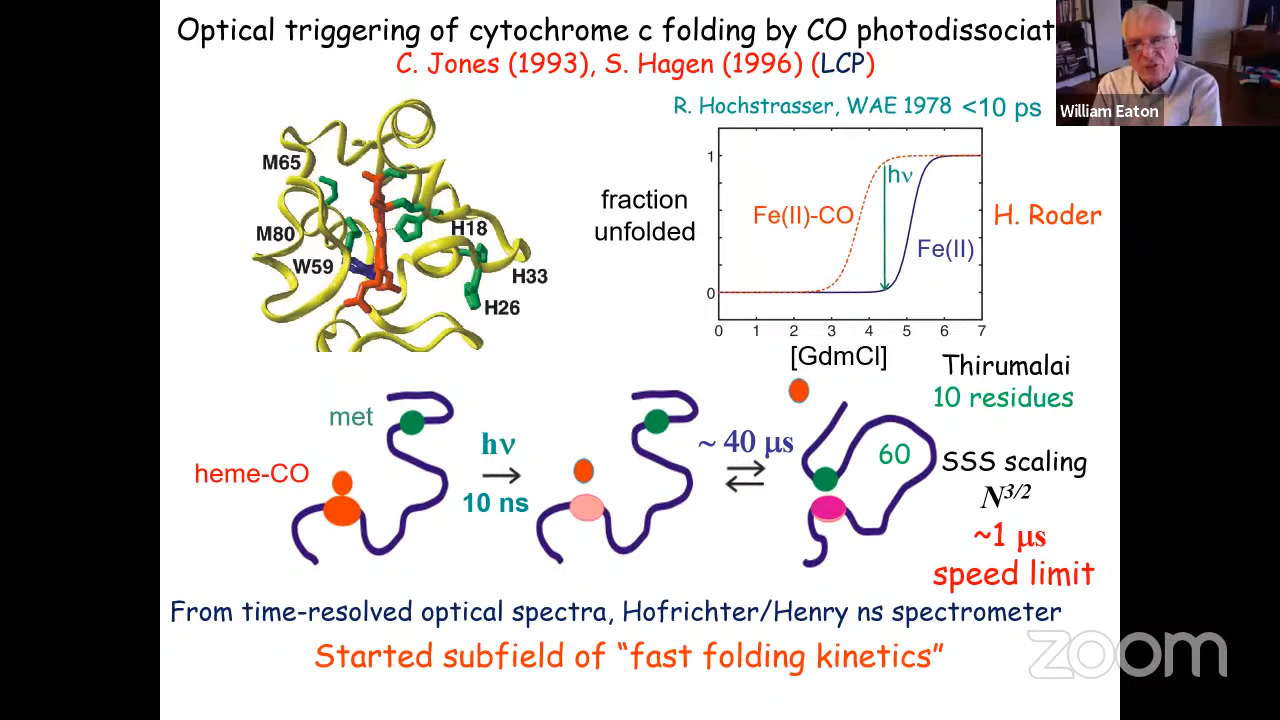 Optical triggering of cytochrome c folding by CO photodissociat
C. Jones (1993), S. Hagen (1996) (LCP)
William Eaton
R. Hochstrasser, WAE 1978 <10 ps
M65
M80
W59
H18
H33
H26
fraction
unfolded
1
0
hν
Fe(II)-CO
Fe(II)
H. Roder
0 1 2 3 4 5 6 7
[GdmCl]
Thirumalai
10 residues
met
heme-CO
hν
10 ns
~ 40 μs
60
SSS scaling
N3/2
~1 μs
speed limit
From time-resolved optical spectra, Hofrichter/Henry ns spectrometer
Started subfield of “fast folding kinetics”
zoom